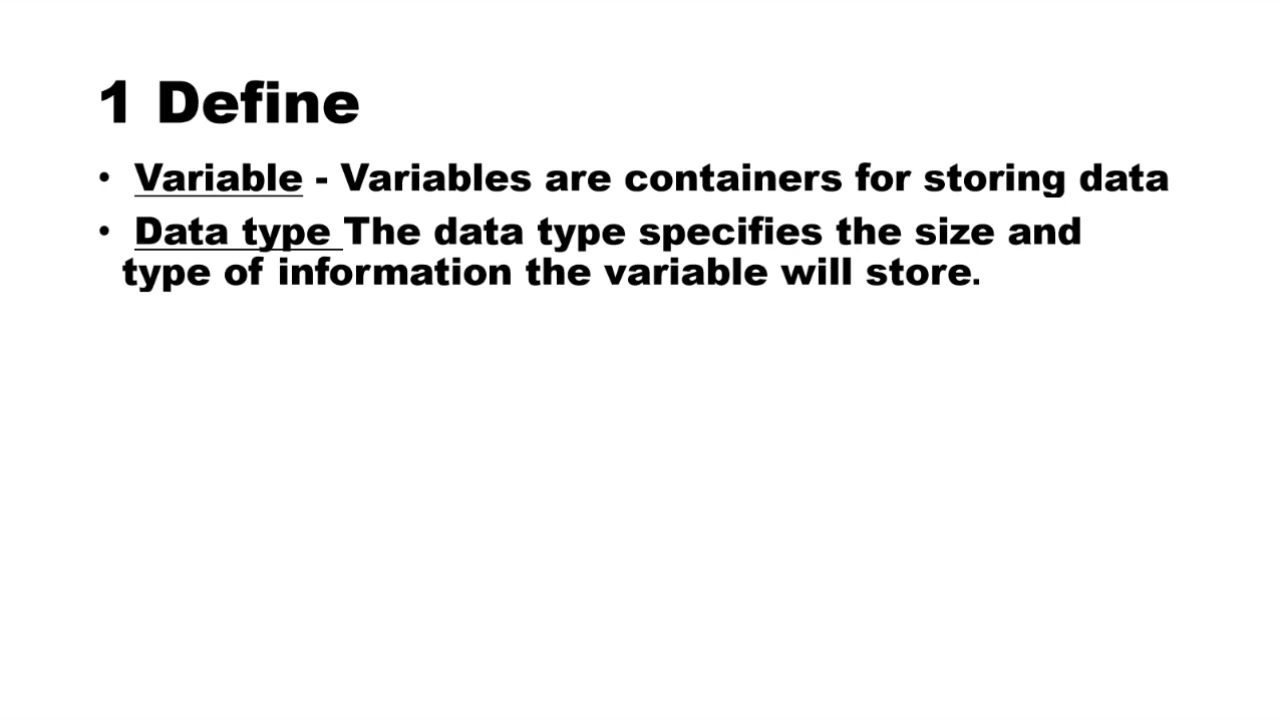 1 Define
• Variable - Variables are containers for storing data
• Data type The data type specifies the size and
type of information the variable will store.